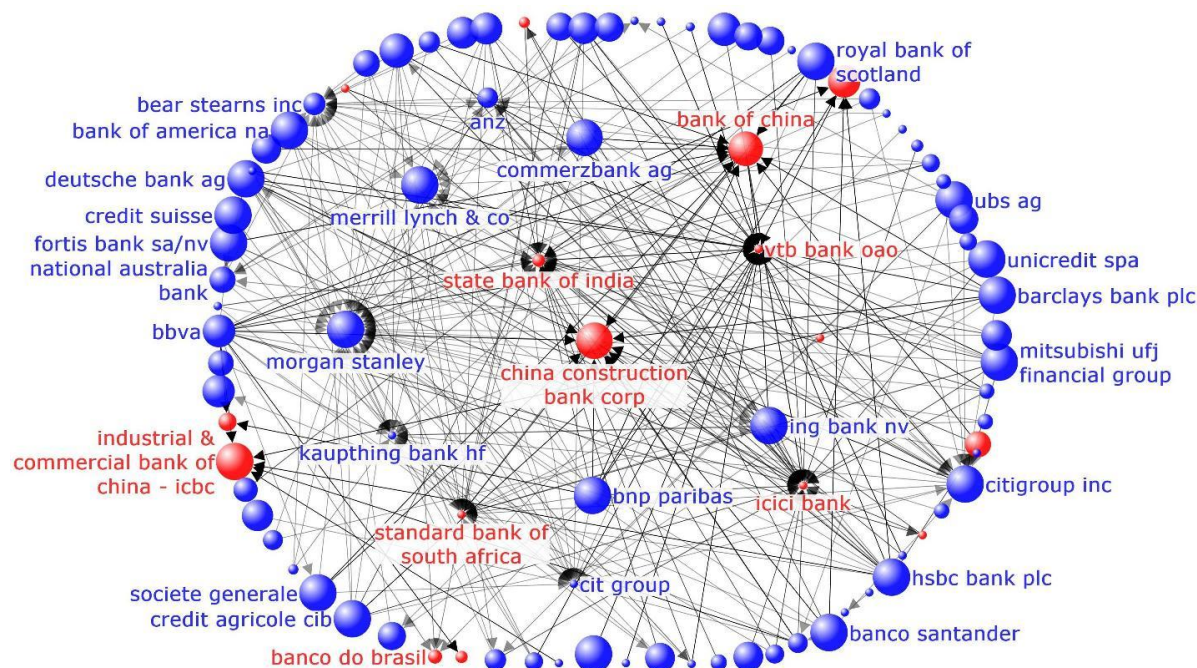 royal bank of
scotland
bear stearns inc
bank of america na
anz
bank of china
commerzbank ag
deutsche bank ag
merrill lynch & co
ubs ag
credit suisse
fortis bank sa/nv
vtb bank oao
national australia
bank
state bank of india
unicredit spa
barclays bank plc
bbva
morgan stanley
mitsubishi ufj
financial group
china construction
bank corp
ing bank nv
industrial &
commercial bank of
china - icbc
kaupthing bank hf
citigroup inc
bnp paribas
icici bank
standard bank of
south africa
cit group
hsbc bank plc
societe generale
credit agricole cib
banco santander
banco do brasil